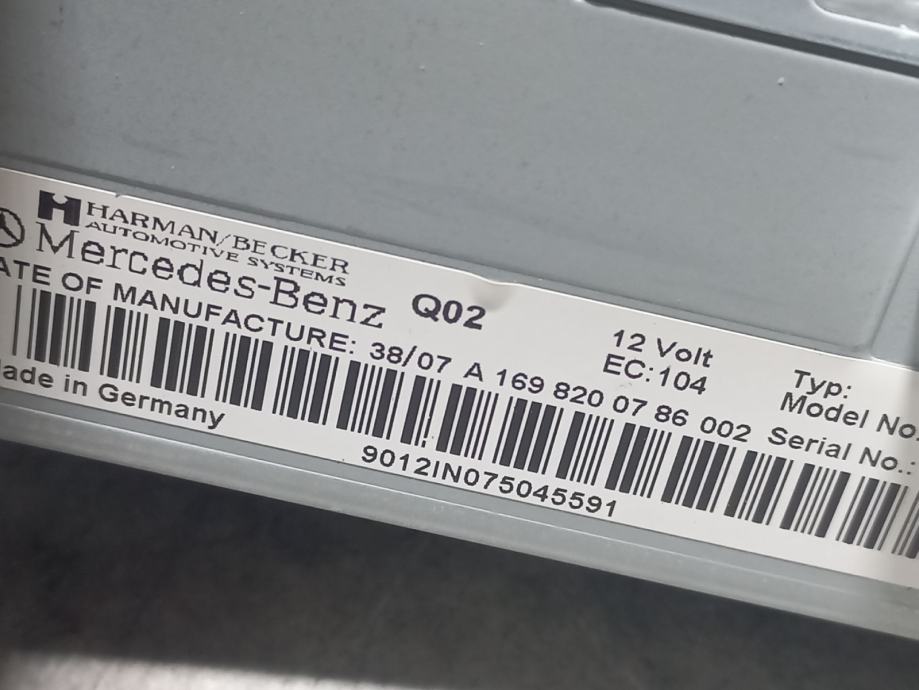 HARMAN/BECKER
AUTOMOTIVE SYSTEMS
Mercedes-Benz Q02
12 Volt
EC:104
Typ:
Model No
ATE OF MANUFACTURE: 38/07 A 169 820 07 86 002 Serial No.:
ade in Germany
9012IN075045591